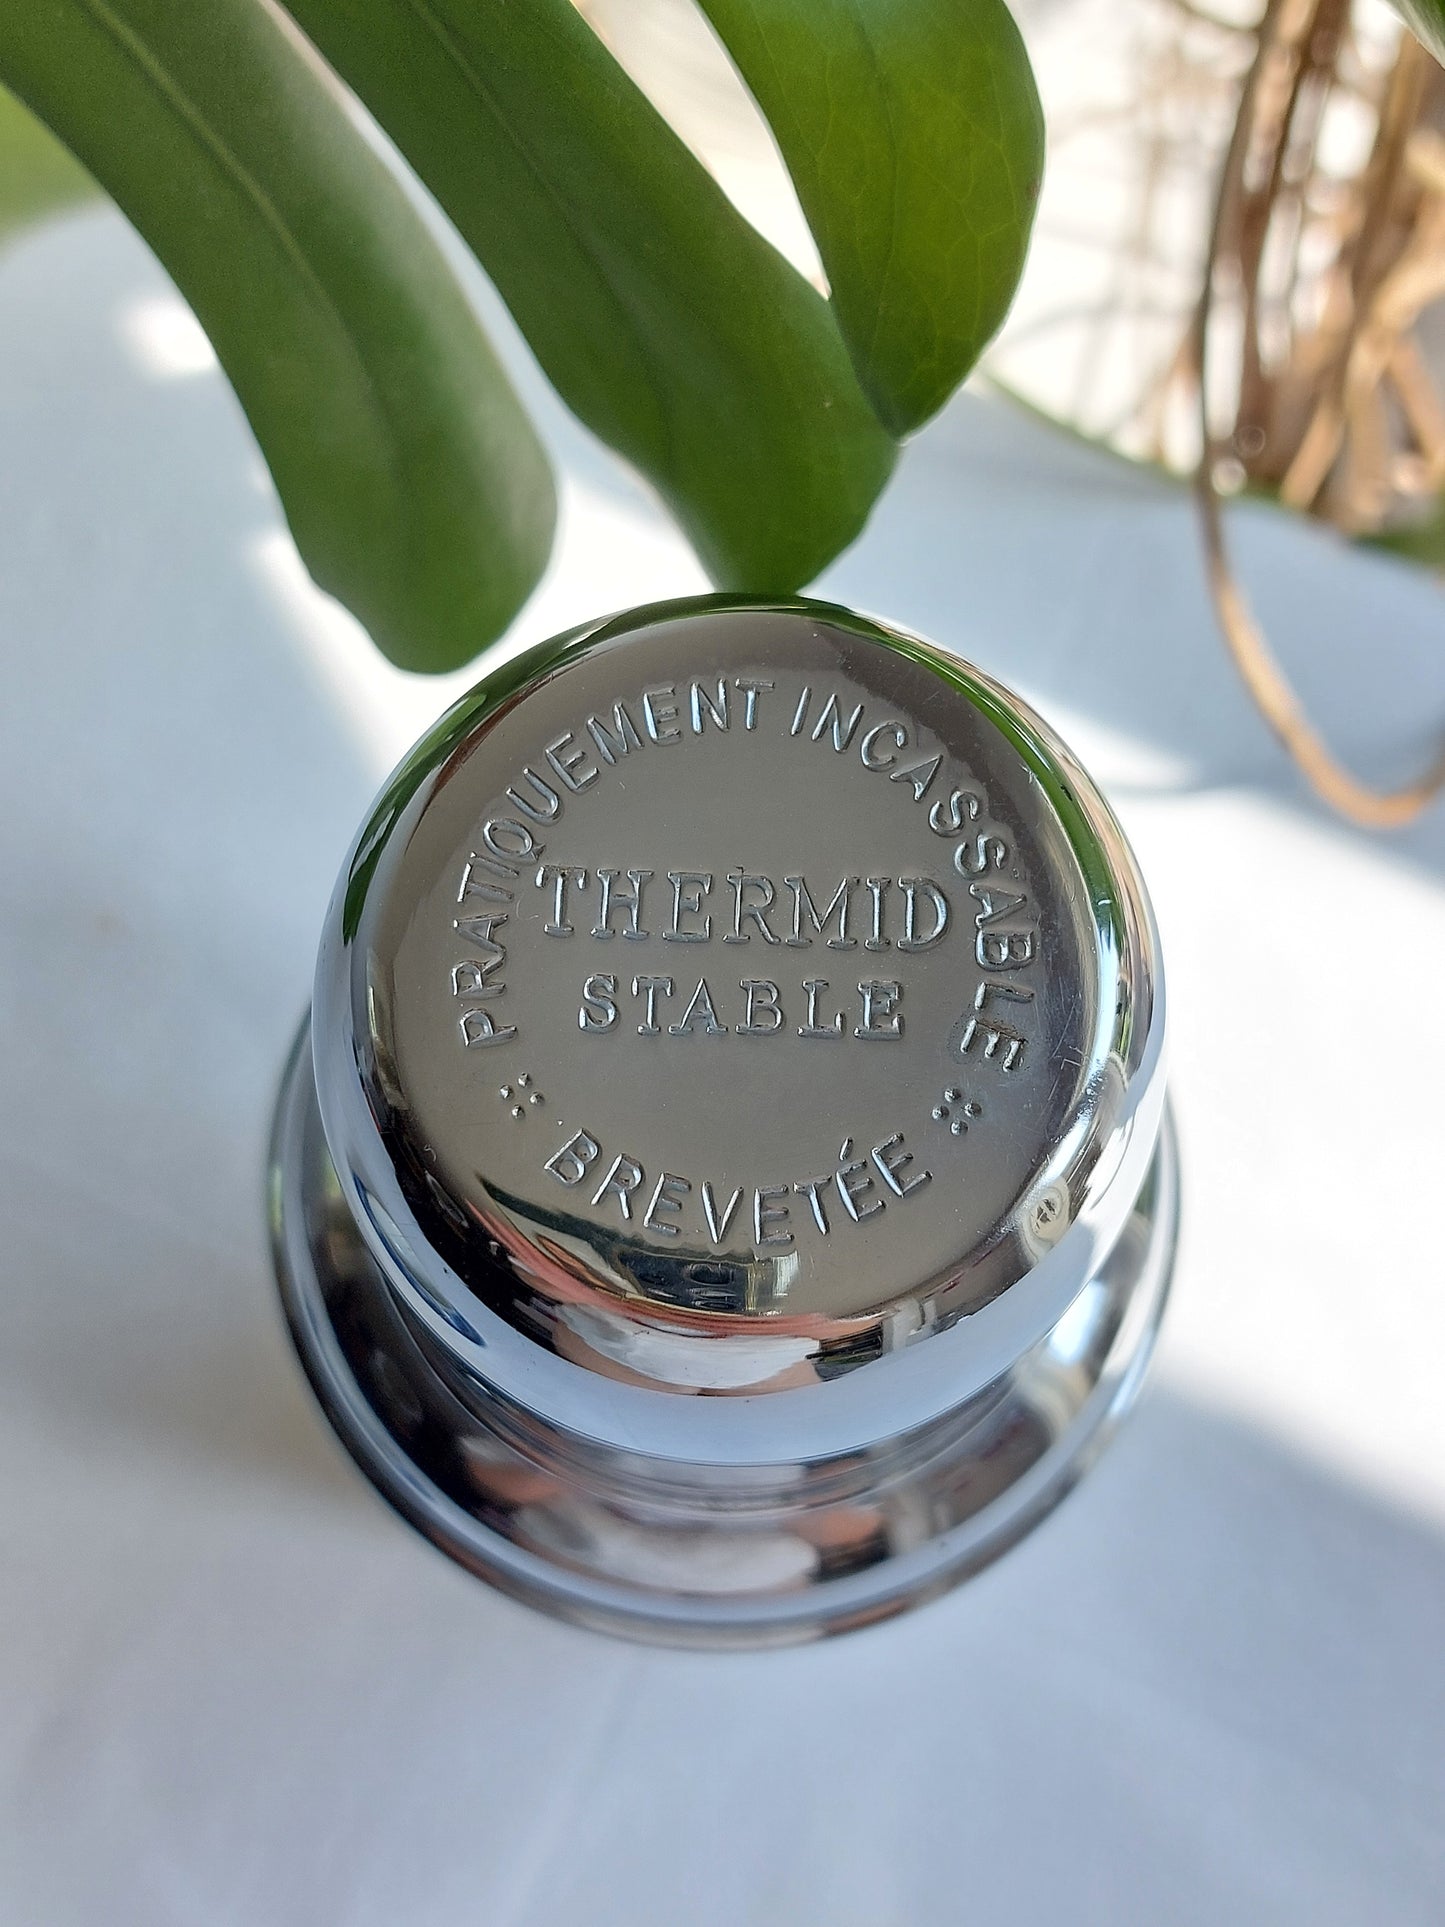 PRATIQUEMENT INCASSABLE
THERMID
STABLE
BREVETÉE